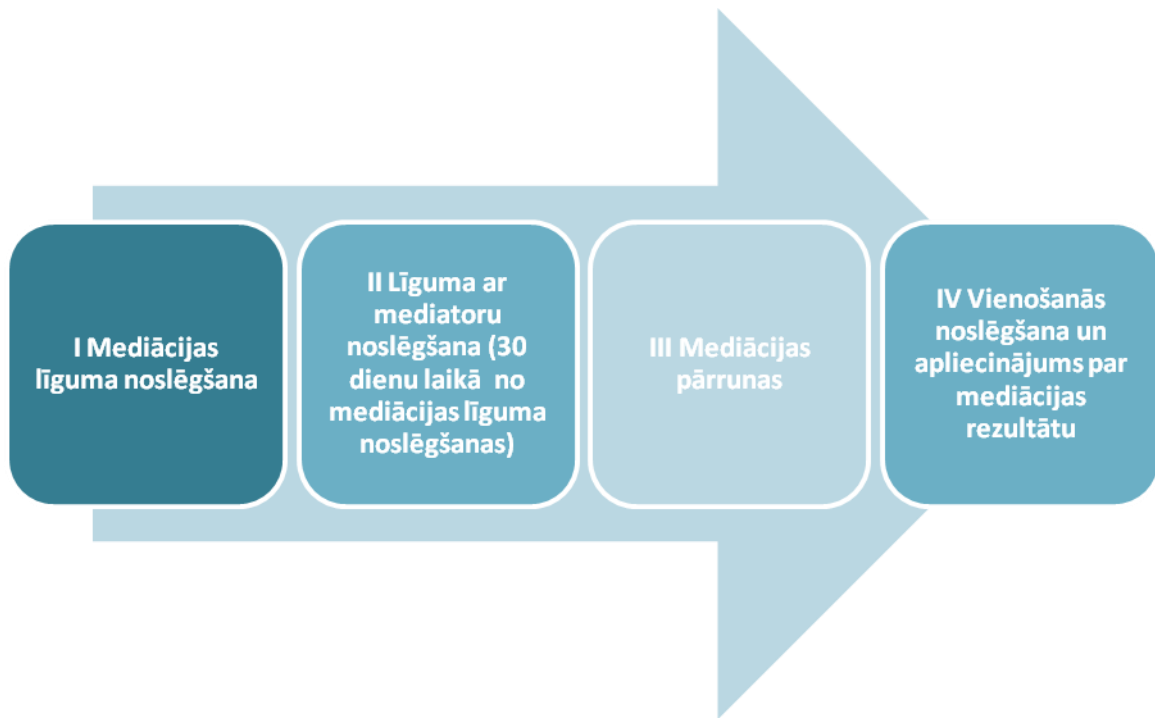 I Mediācijas
līguma noslēgšana
II Līguma ar
mediatoru
noslēgšana (30
dienu laikā  no
mediācijas līguma
noslēgšanas)
III Mediācijas
pārrunas
IV Vienošanās
noslēgšana un
apliecinājums par
mediācijas
rezultātu